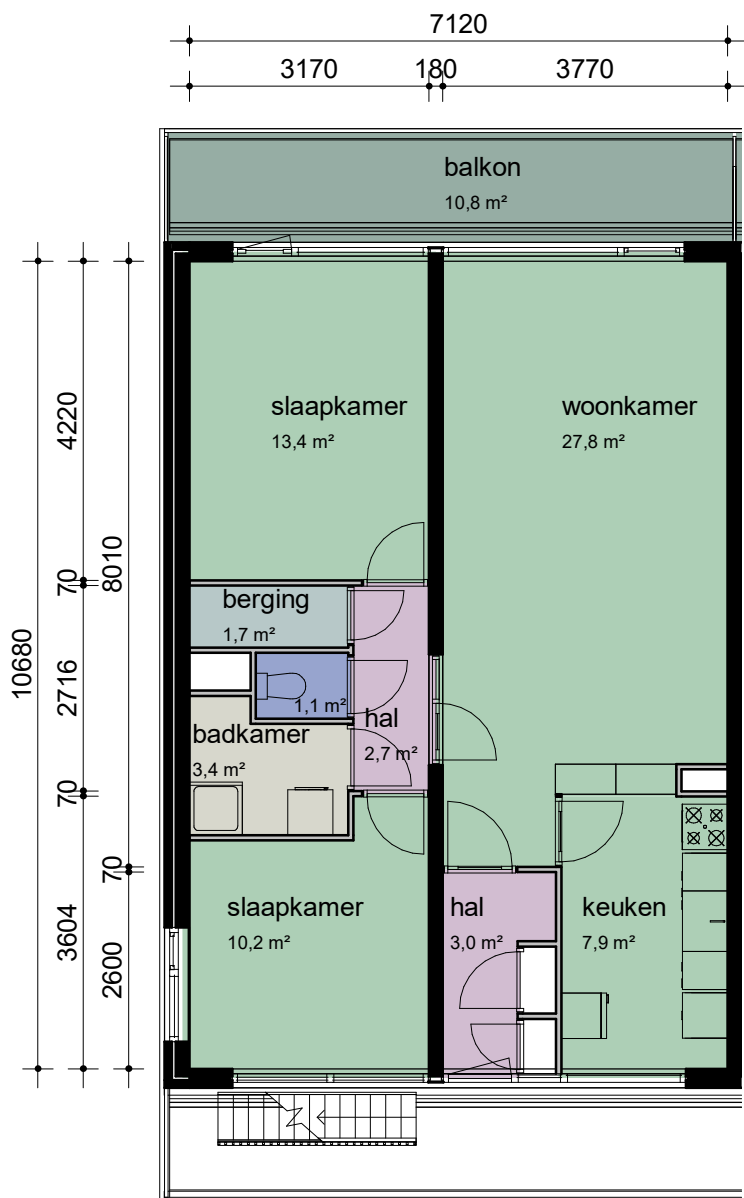 7120
3170 180 3770
balkon
10,8 m²
slaapkamer
13,4 m²
woonkamer
27,8 m²
4220
70
8010
berging
1,7 m²
10680
2716
1,1 m²
hal
2,7 m²
badkamer
3,4 m²
70
70
slaapkamer
10,2 m²
hal
3,0 m²
keuken
7,9 m²
3604
2600